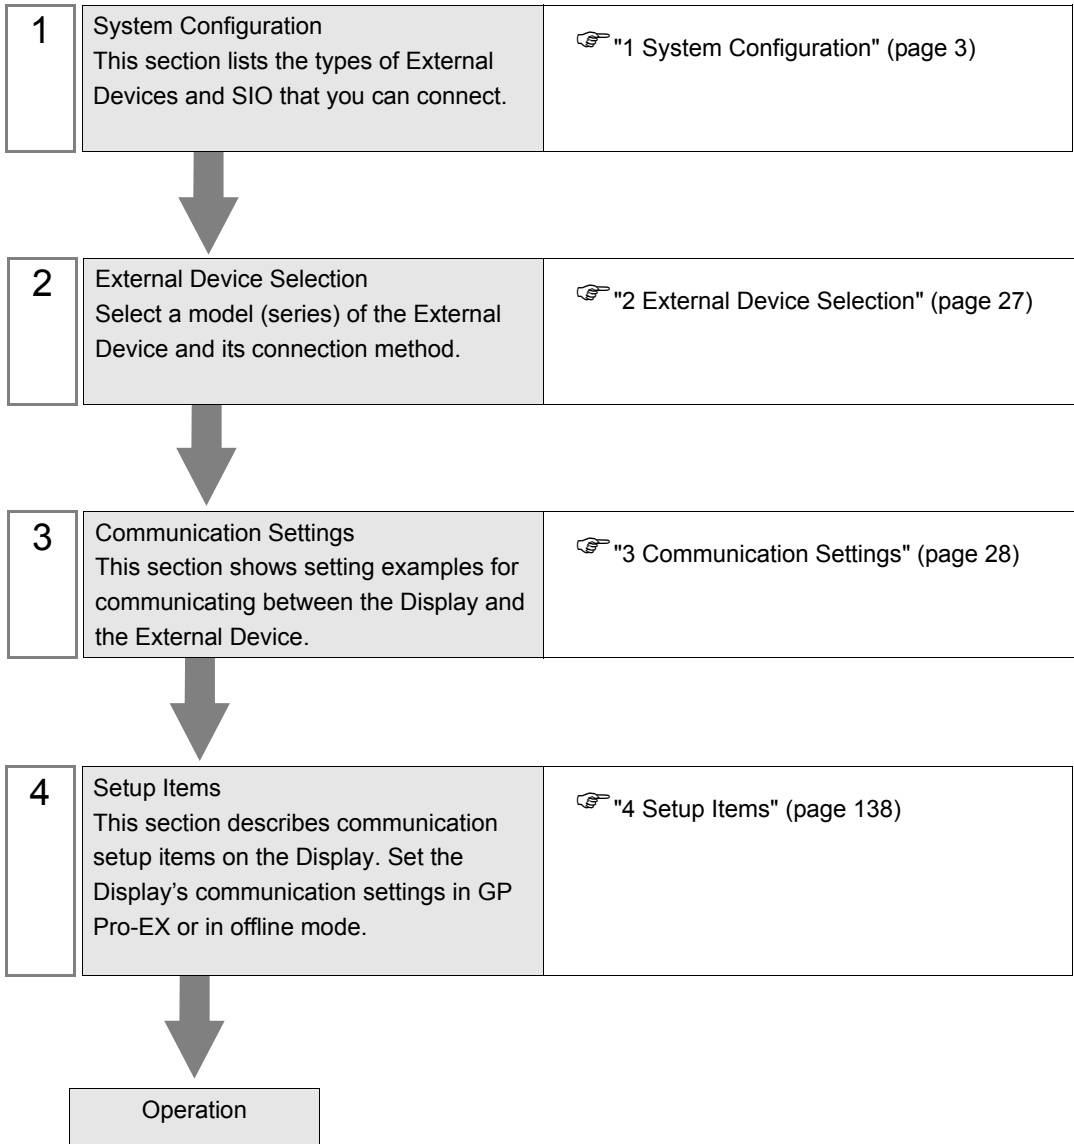 1
System Configuration
This section lists the types of External
Devices and SIO that you can connect.
"1 System Configuration" (page 3)
2
External Device Selection
Select a model (series) of the External
Device and its connection method.
"2 External Device Selection" (page 27)
3
Communication Settings
This section shows setting examples for
communicating between the Display and
the External Device.
"3 Communication Settings" (page 28)
4
Setup Items
This section describes communication
setup items on the Display. Set the
Display’s communication settings in GP
Pro-EX or in offline mode.
"4 Setup Items" (page 138)
Operation